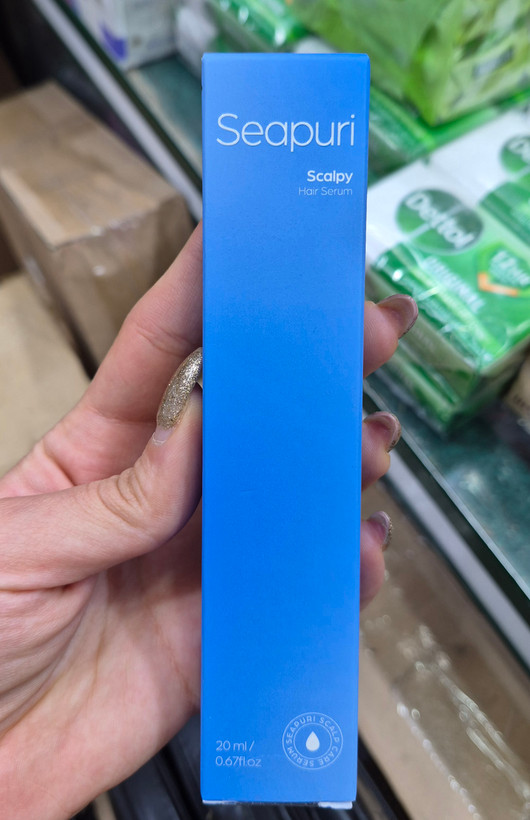 Seapuri
Scalpy
Hair Serum
20 ml /
0.67fl.oz
SEAPURI SCALP CARE SERUM
Dettol